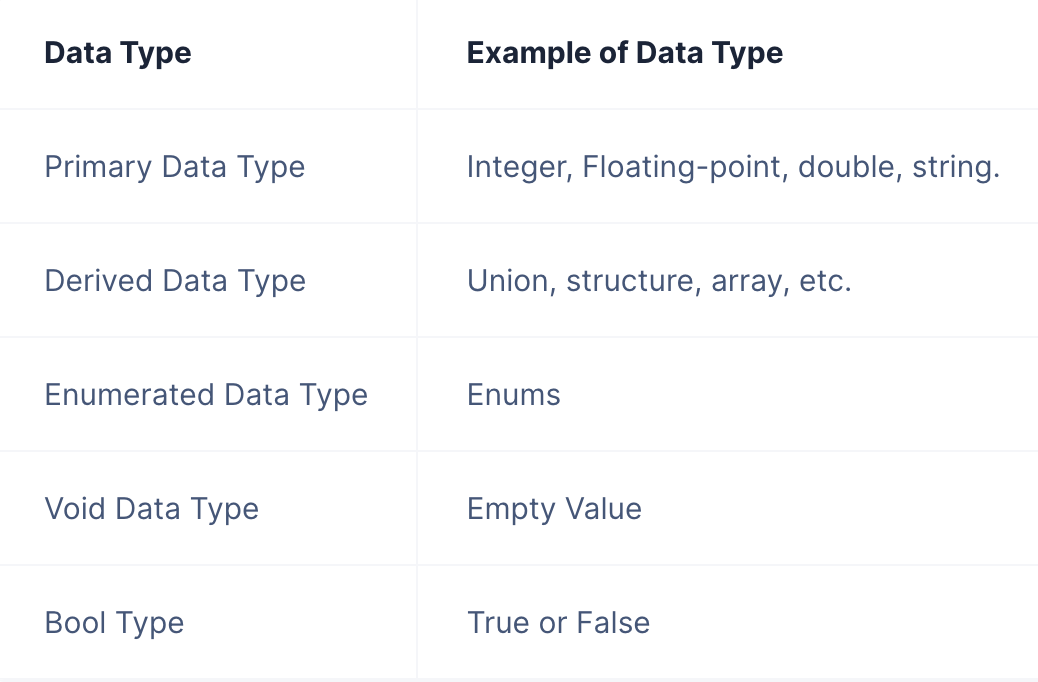 Data Type Example of Data Type
Primary Data Type Integer, Floating-point, double, string.
Derived Data Type Union, structure, array, etc.
Enumerated Data Type Enums
Void Data Type Empty Value
Bool Type True or False